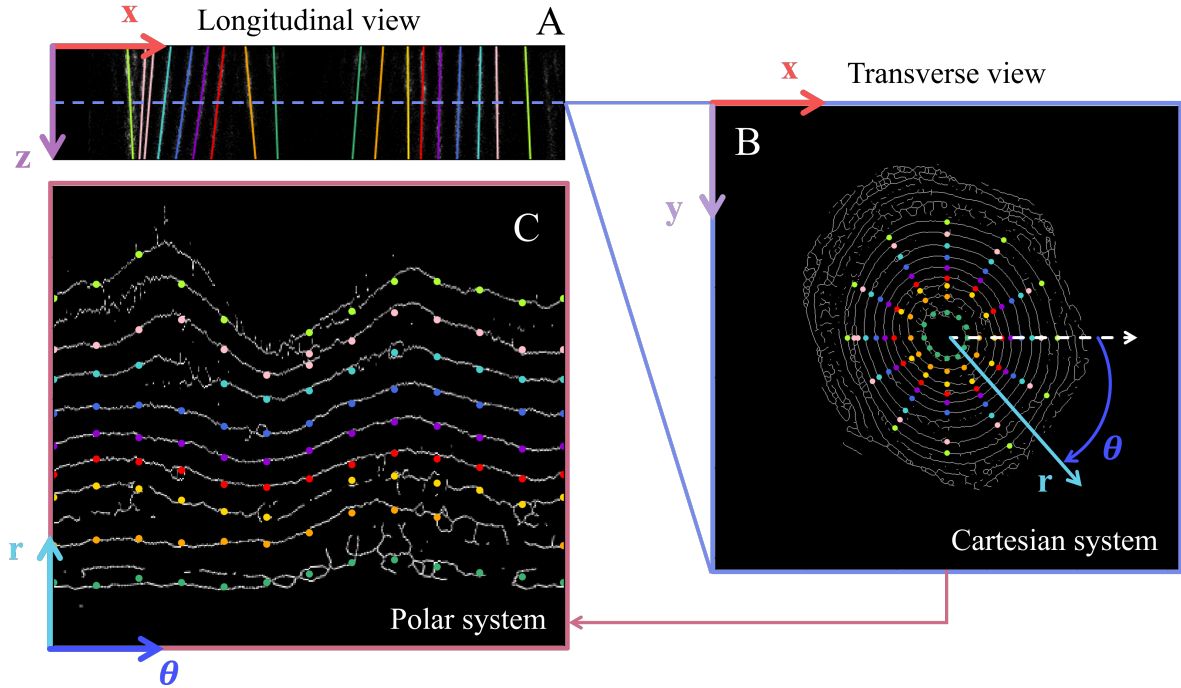 x
Longitudinal view
A
z
x
Transverse view
B
y
θ
r
Cartesian system
C
r
Polar system
θ